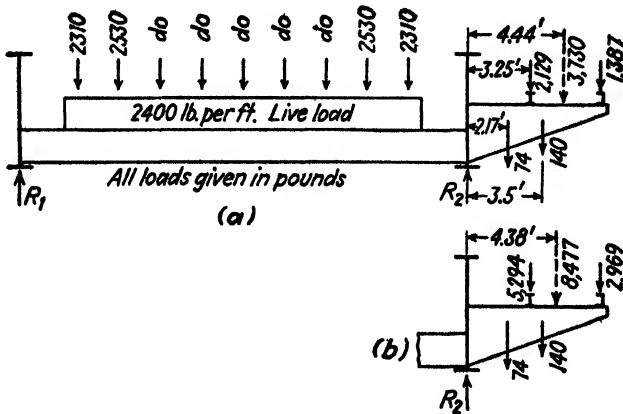 2310 2530 do do do do do 2530 2310
2400 lb. per ft. Live load
R1
All loads given in pounds
(a)
R2
4.44'
3.25'
2,129
3,730
1,387
2.17'
74
140
3.5'
4.38'
5,294
8,477
2,969
(b)
74
140
R2